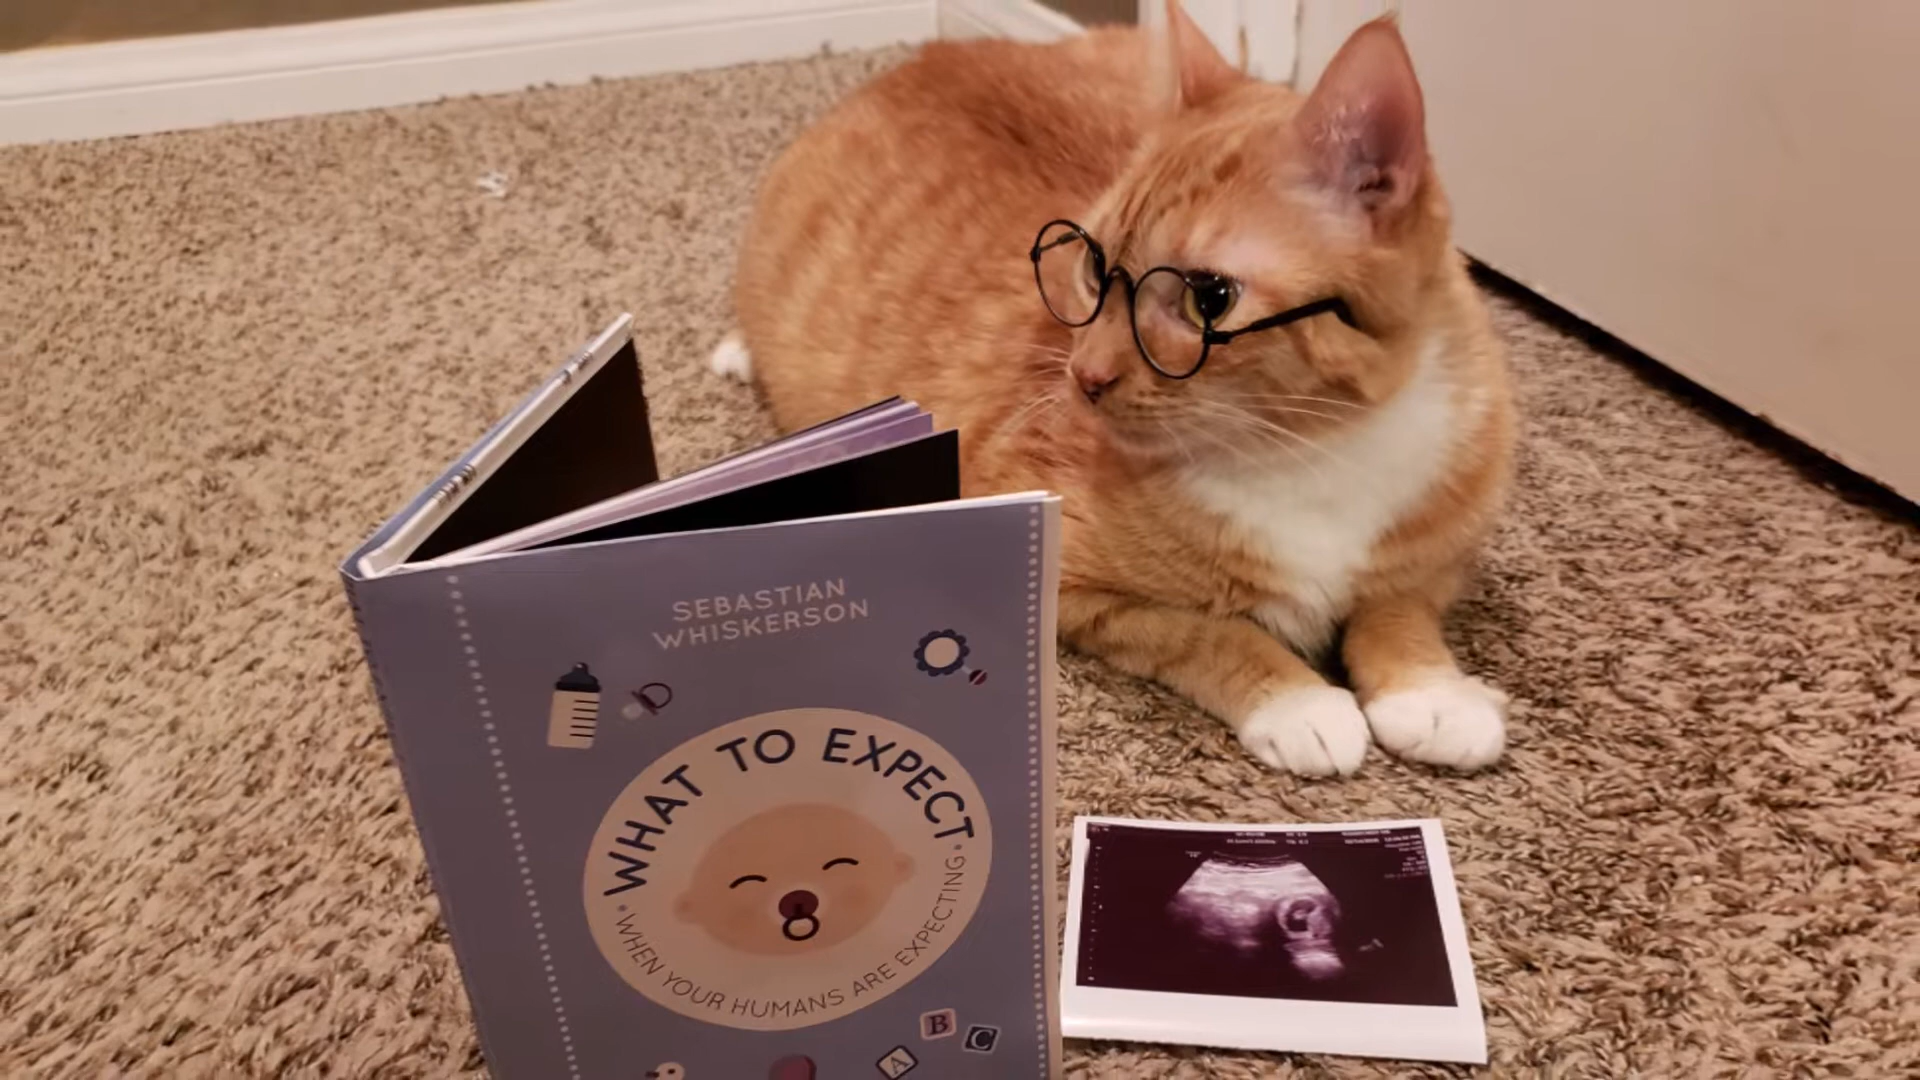 SEBASTIAN
WHISKERSON
WHAT TO EXPECT
• WHEN YOUR HUMANS ARE EXPECTING •
B
C
A